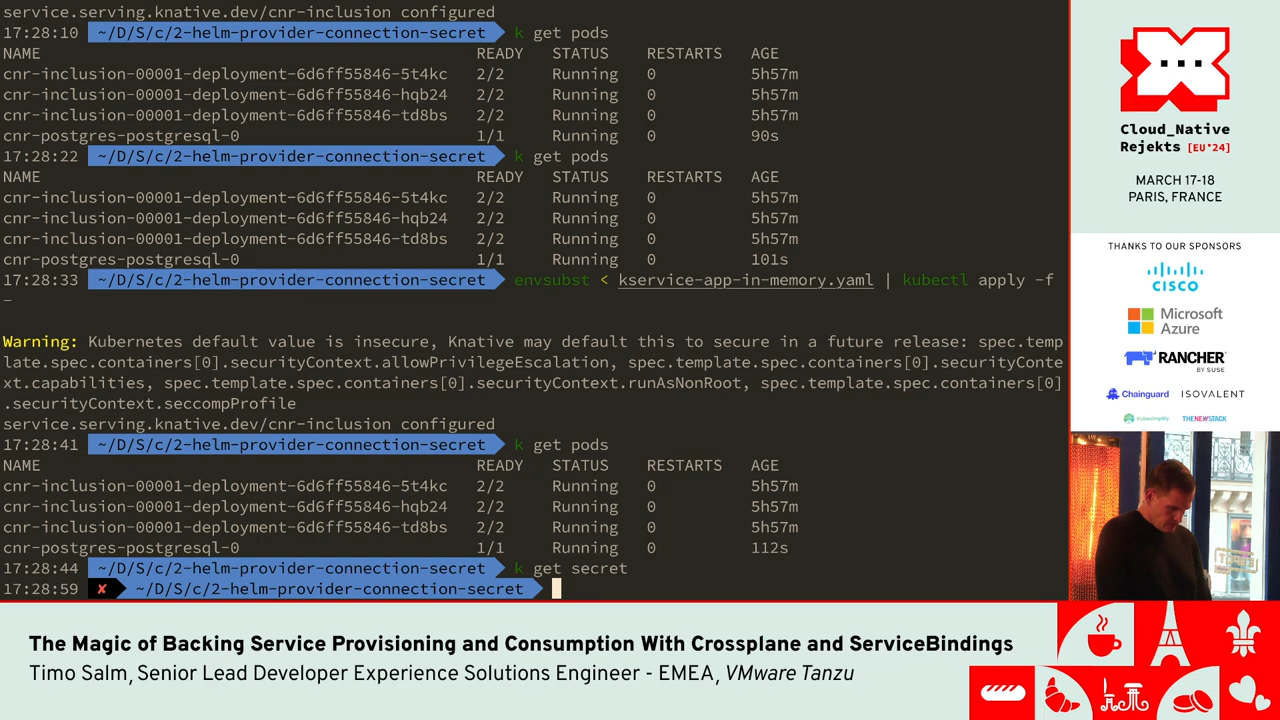 service.serving.knative.dev/cnr-inclusion configured
17:28:10 ~/D/S/c/2-helm-provider-connection-secret k get pods
NAME READY STATUS RESTARTS AGE
cnr-inclusion-00001-deployment-6d6ff55846-5t4kc 2/2 Running 0 5h57m
cnr-inclusion-00001-deployment-6d6ff55846-hqb24 2/2 Running 0 5h57m
cnr-inclusion-00001-deployment-6d6ff55846-td8bs 2/2 Running 0 5h57m
cnr-postgres-postgresql-0 1/1 Running 0 90s
17:28:22 ~/D/S/c/2-helm-provider-connection-secret k get pods
NAME READY STATUS RESTARTS AGE
cnr-inclusion-00001-deployment-6d6ff55846-5t4kc 2/2 Running 0 5h57m
cnr-inclusion-00001-deployment-6d6ff55846-hqb24 2/2 Running 0 5h57m
cnr-inclusion-00001-deployment-6d6ff55846-td8bs 2/2 Running 0 5h57m
cnr-postgres-postgresql-0 1/1 Running 0 101s
17:28:33 ~/D/S/c/2-helm-provider-connection-secret envsubst < kservice-app-in-memory.yaml | kubectl apply -f
-
Warning: Kubernetes default value is insecure, Knative may default this to secure in a future release: spec.temp
late.spec.containers[0].securityContext.allowPrivilegeEscalation, spec.template.spec.containers[0].securityConte
xt.capabilities, spec.template.spec.containers[0].securityContext.runAsNonRoot, spec.template.spec.containers[0]
.securityContext.seccompProfile
service.serving.knative.dev/cnr-inclusion configured
17:28:41 ~/D/S/c/2-helm-provider-connection-secret k get pods
NAME READY STATUS RESTARTS AGE
cnr-inclusion-00001-deployment-6d6ff55846-5t4kc 2/2 Running 0 5h57m
cnr-inclusion-00001-deployment-6d6ff55846-hqb24 2/2 Running 0 5h57m
cnr-inclusion-00001-deployment-6d6ff55846-td8bs 2/2 Running 0 5h57m
cnr-postgres-postgresql-0 1/1 Running 0 112s
17:28:44 ~/D/S/c/2-helm-provider-connection-secret k get secret
17:28:59 ✘ ~/D/S/c/2-helm-provider-connection-secret
Cloud_Native
Rejekts [EU'24]
MARCH 17-18
PARIS, FRANCE
THANKS TO OUR SPONSORS
CISCO
Microsoft
Azure
RANCHER
BY SUSE
Chainguard ISOVALENT
THENEWSTACK
The Magic of Backing Service Provisioning and Consumption With Crossplane and ServiceBindings
Timo Salm, Senior Lead Developer Experience Solutions Engineer - EMEA, VMware Tanzu